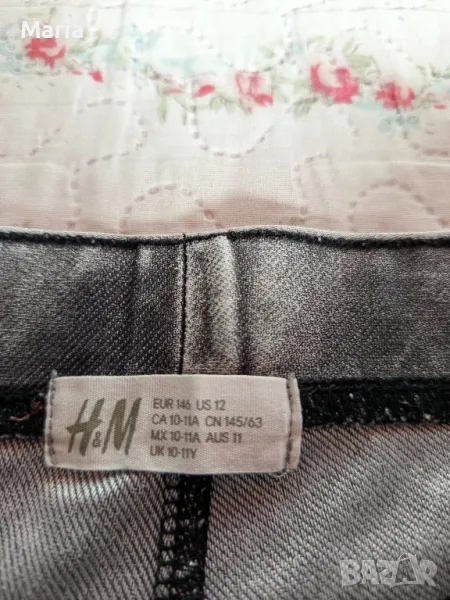 Maria
H&M
EUR 146 US 12
CA 10-11A CN 145/63
MX 10-11A AUS 11
UK 10-11Y
BAZAR